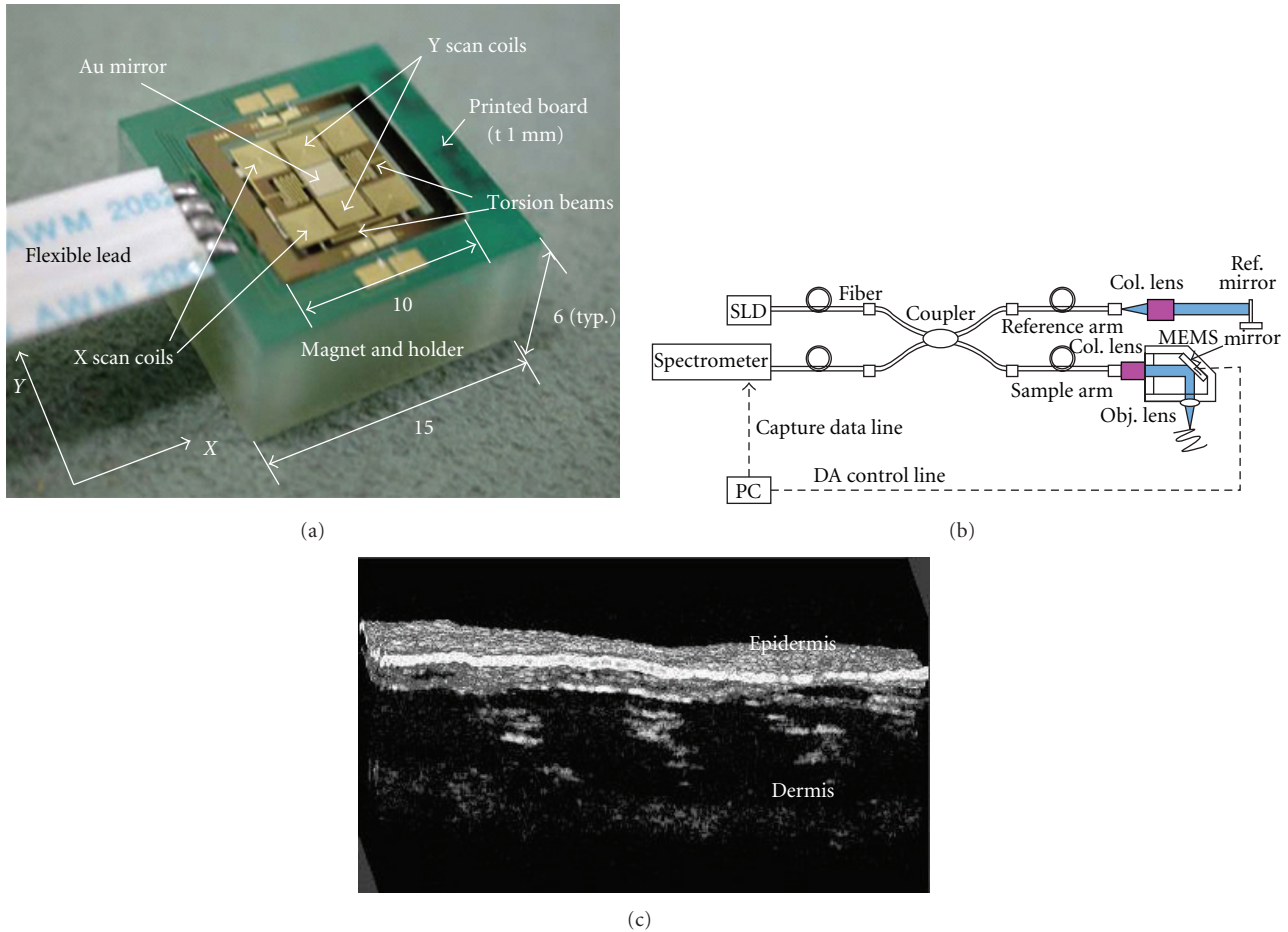 Au mirror
Y scan coils
Printed board
(t 1 mm)
Torsion beams
AWM 2062
Flexible lead
AWM 206
10
6 (typ.)
X scan coils
Magnet and holder
Y
X
15
(a)
SLD
Fiber
Coupler
Col. lens
Ref.
mirror
Reference arm
Spectrometer
Col. lens
MEMS
mirror
Sample arm
Obj. lens
Capture data line
DA control line
PC
(b)
Epidermis
Dermis
(c)